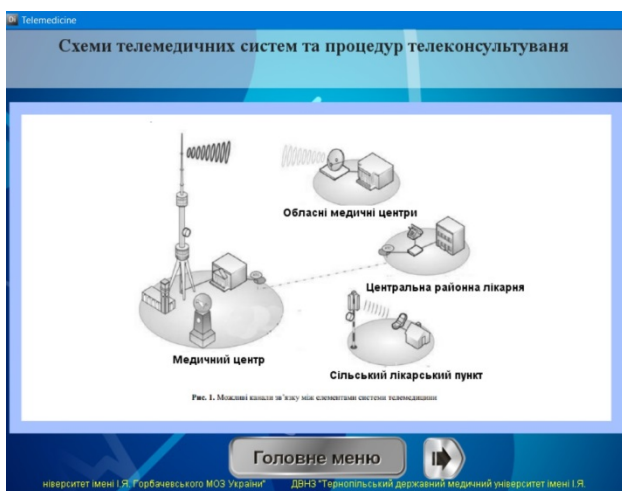 Telemedicine
Схеми телемедичних систем та процедур телеконсультуваня
Обласні медичні центри
Центральна районна лікарня
Медичний центр
Сільський лікарський пункт
Рис. 1. Можливі канали зв'язку між елементами системи телемедицини
Головне меню
ніверситет імені І.Я. Горбачевського МОЗ України" ДВНЗ "Тернопільський державний медичний університет імені І.Я.